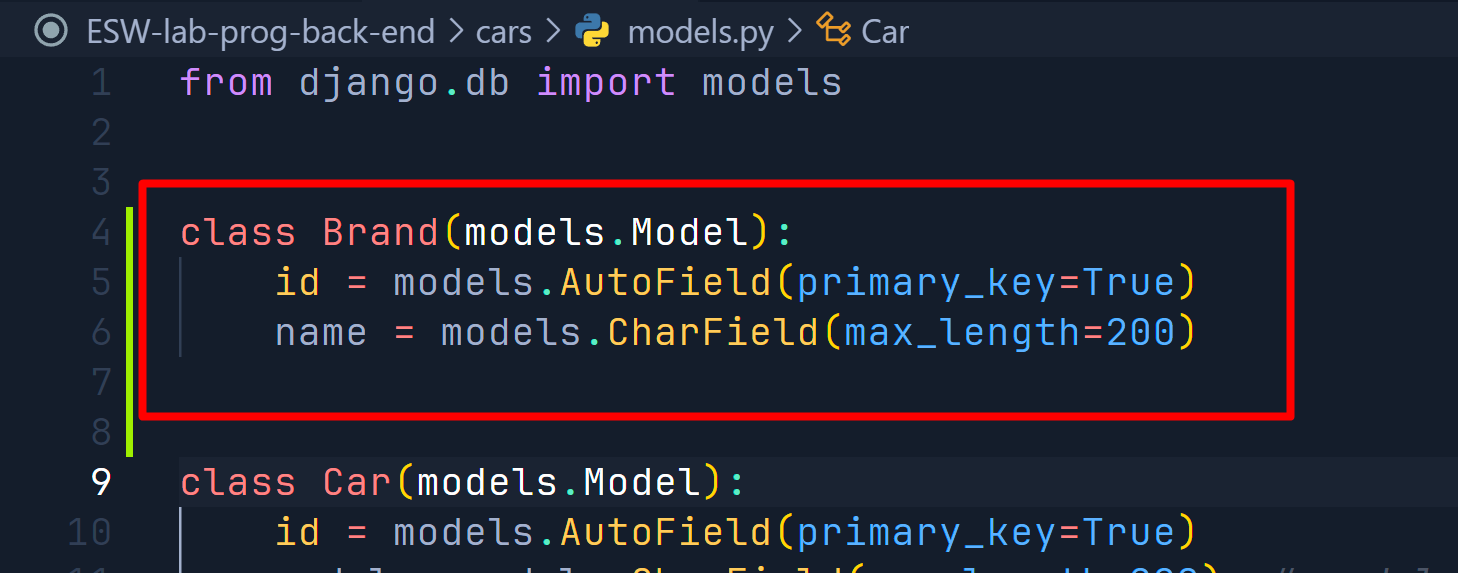 ESW-lab-prog-back-end > cars > models.py > Car
1 from django.db import models
2
3
4 class Brand(models.Model):
5     id = models.AutoField(primary_key=True)
6     name = models.CharField(max_length=200)
7
8
9 class Car(models.Model):
10     id = models.AutoField(primary_key=True)